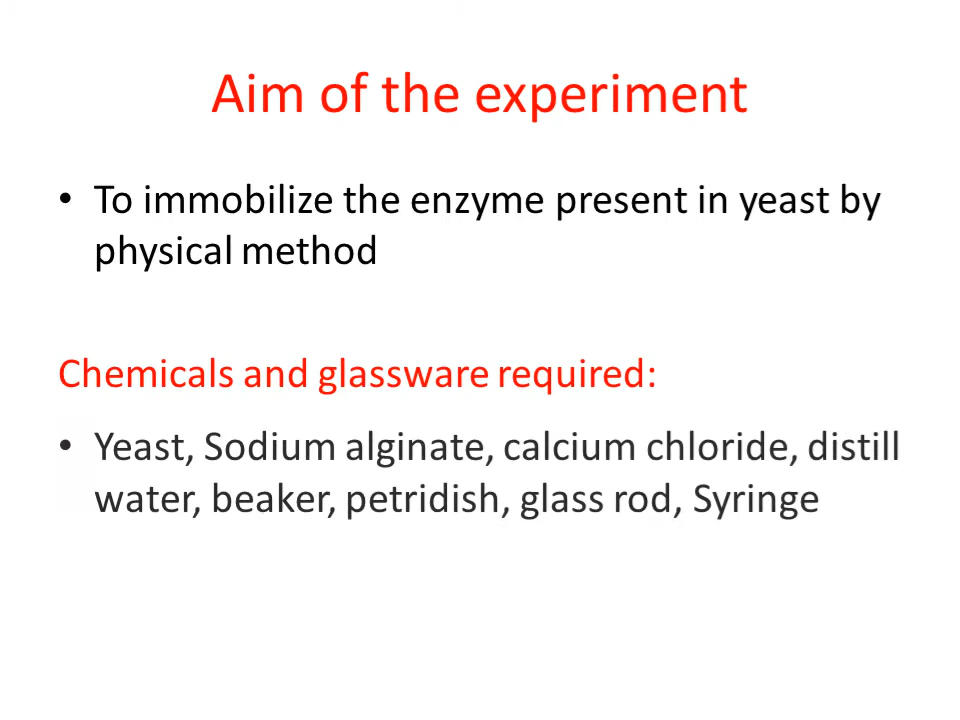 Aim of the experiment
• To immobilize the enzyme present in yeast by
physical method
Chemicals and glassware required:
• Yeast, Sodium alginate, calcium chloride, distill
water, beaker, petridish, glass rod, Syringe